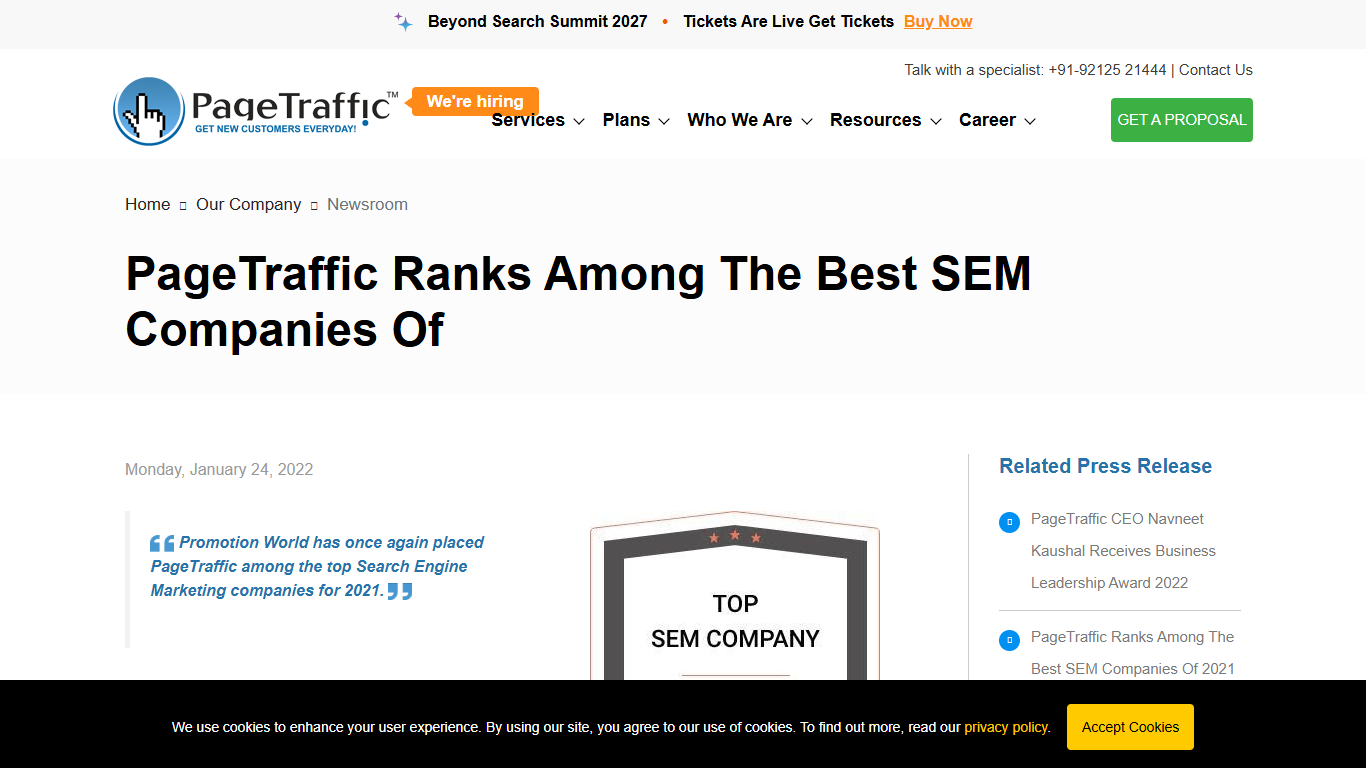 Beyond Search Summit 2027 • Tickets Are Live Get Tickets Buy Now
Talk with a specialist: +91-92125 21444 | Contact Us
PageTraffic™
GET NEW CUSTOMERS EVERYDAY!
We're hiring
Services Plans Who We Are Resources Career
GET A PROPOSAL
Home Our Company Newsroom
PageTraffic Ranks Among The Best SEM
Companies Of
Monday, January 24, 2022
Promotion World has once again placed
PageTraffic among the top Search Engine
Marketing companies for 2021.
TOP
SEM COMPANY
Related Press Release
PageTraffic CEO Navneet
Kaushal Receives Business
Leadership Award 2022
PageTraffic Ranks Among The
Best SEM Companies Of 2021
We use cookies to enhance your user experience. By using our site, you agree to our use of cookies. To find out more, read our privacy policy.
Accept Cookies